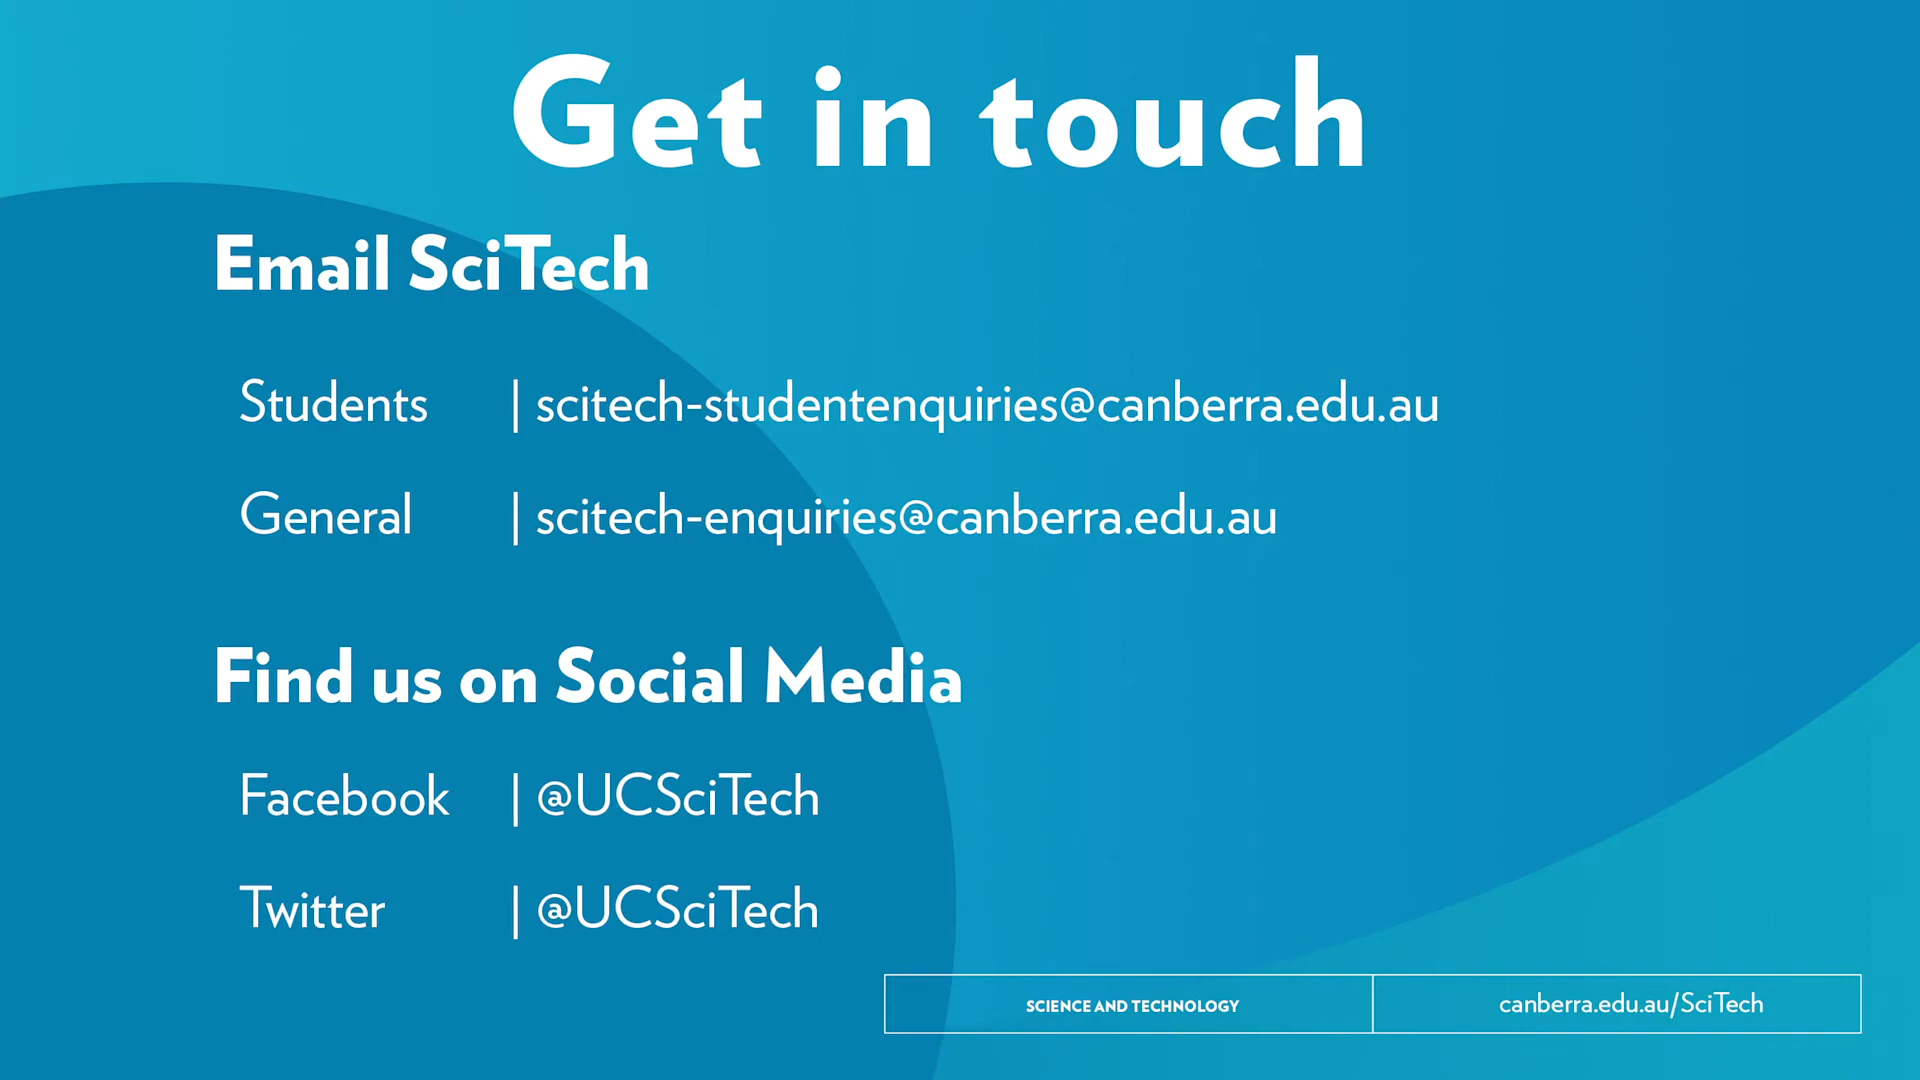 Get in touch
Email SciTech
Students | scitech-studentenquiries@canberra.edu.au
General | scitech-enquiries@canberra.edu.au
Find us on Social Media
Facebook | @UCSciTech
Twitter | @UCSciTech
SCIENCE AND TECHNOLOGY canberra.edu.au/SciTech